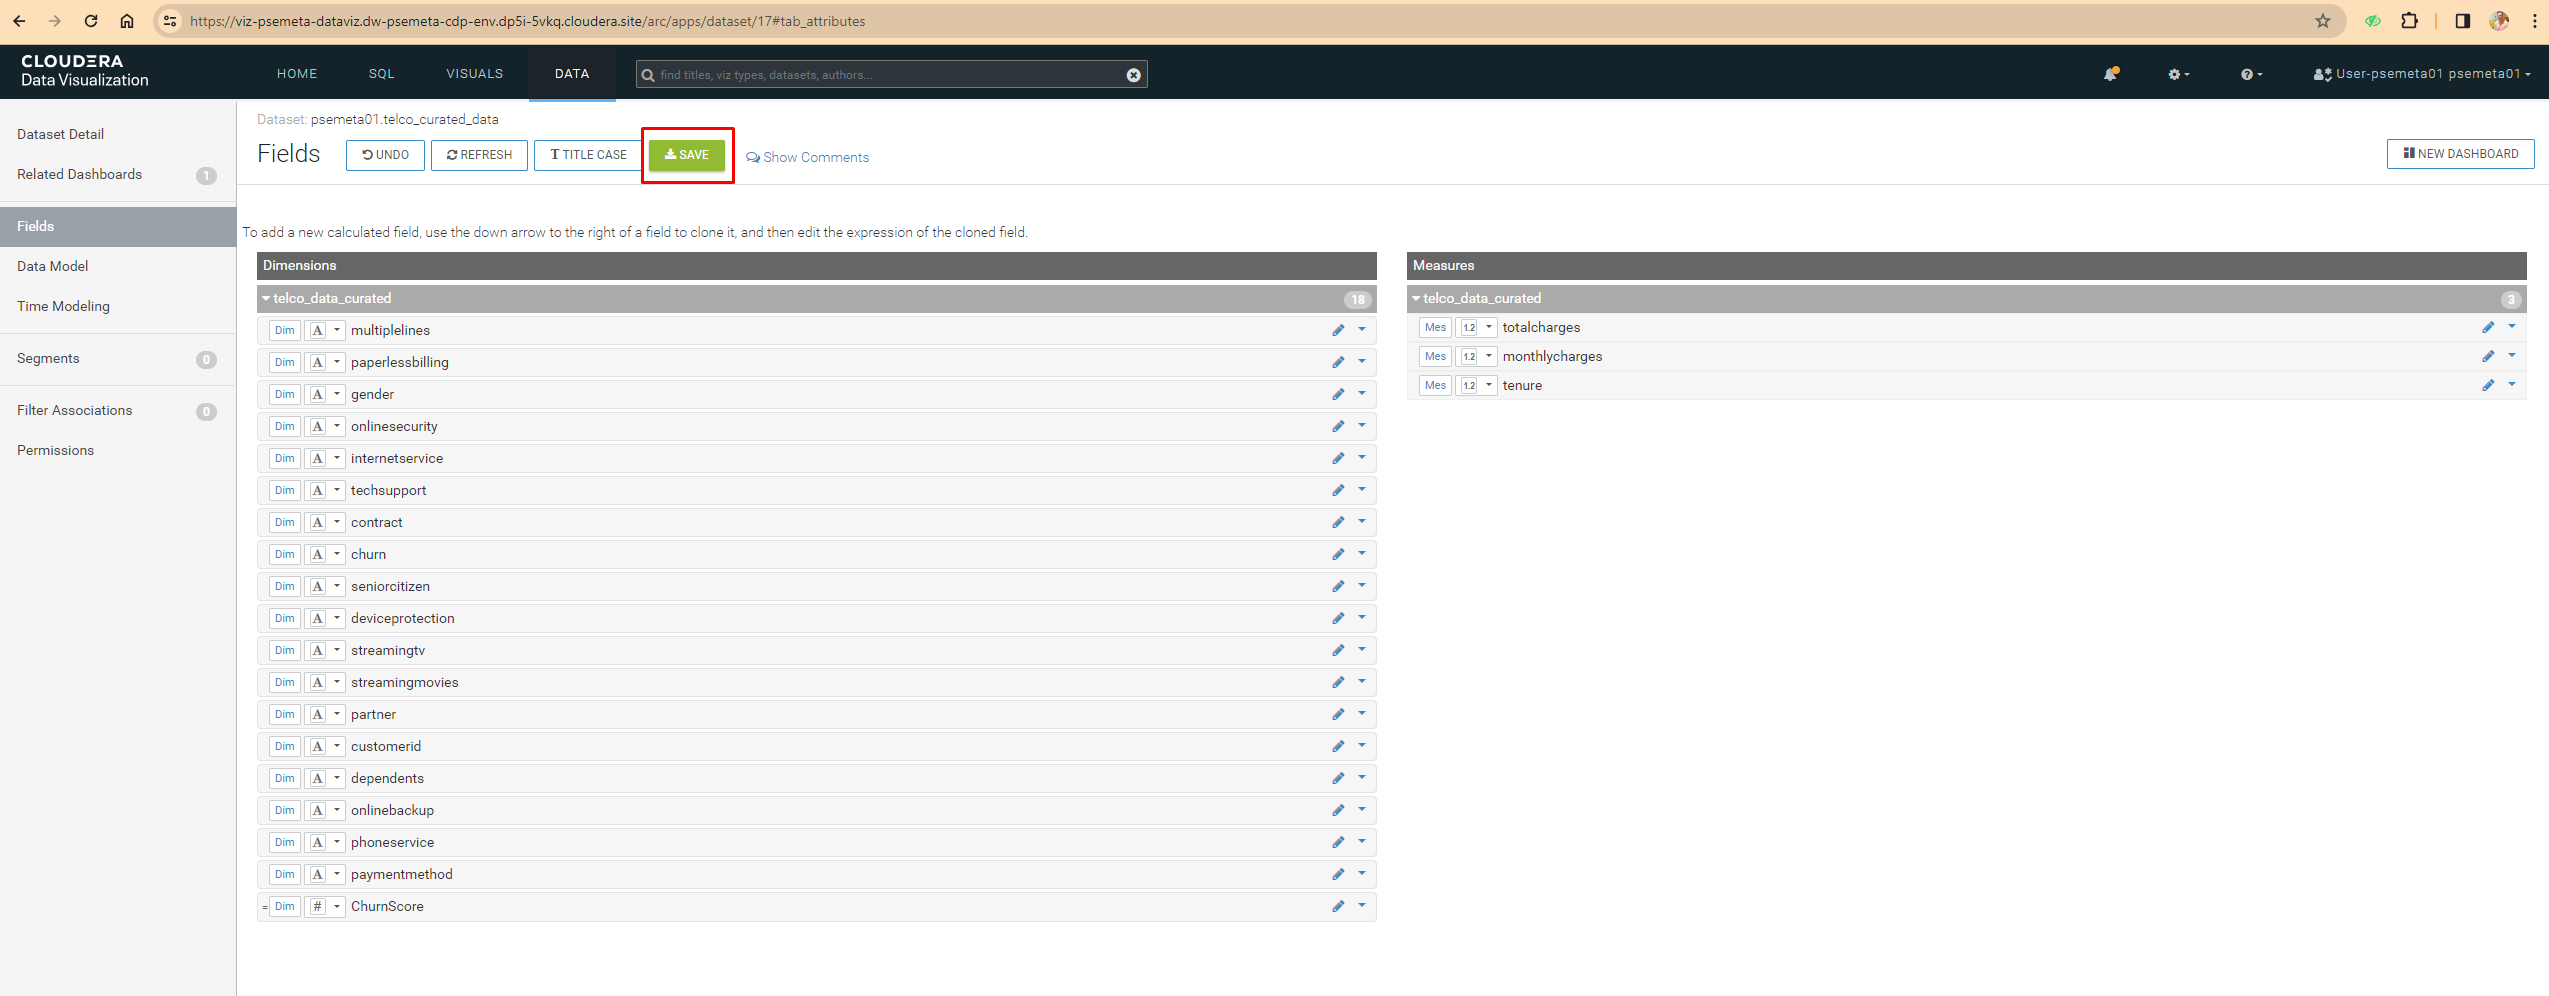 https://viz-psemeta-dataviz.dw-psemeta-cdp-env.dp5i-5vkq.cloudera.site/arc/apps/dataset/17#tab_attributes
CLOUDERA
Data Visualization
HOME
SQL
VISUALS
DATA
find titles, viz types, datasets, authors...
User-psemeta01 psemeta01
Dataset Detail
Related Dashboards 1
Fields
Data Model
Time Modeling
Segments 0
Filter Associations 0
Permissions
Dataset: psemeta01.telco_curated_data
Fields
UNDO
REFRESH
T TITLE CASE
SAVE
Show Comments
NEW DASHBOARD
To add a new calculated field, use the down arrow to the right of a field to clone it, and then edit the expression of the cloned field.
Dimensions
telco_data_curated 18
Dim A multiplelines
Dim A paperlessbilling
Dim A gender
Dim A onlinesecurity
Dim A internetservice
Dim A techsupport
Dim A contract
Dim A churn
Dim A seniorcitizen
Dim A deviceprotection
Dim A streamingtv
Dim A streamingmovies
Dim A partner
Dim A customerid
Dim A dependents
Dim A onlinebackup
Dim A phoneservice
Dim A paymentmethod
= Dim # ChurnScore
Measures
telco_data_curated 3
Mes 1.2 totalcharges
Mes 1.2 monthlycharges
Mes 1.2 tenure